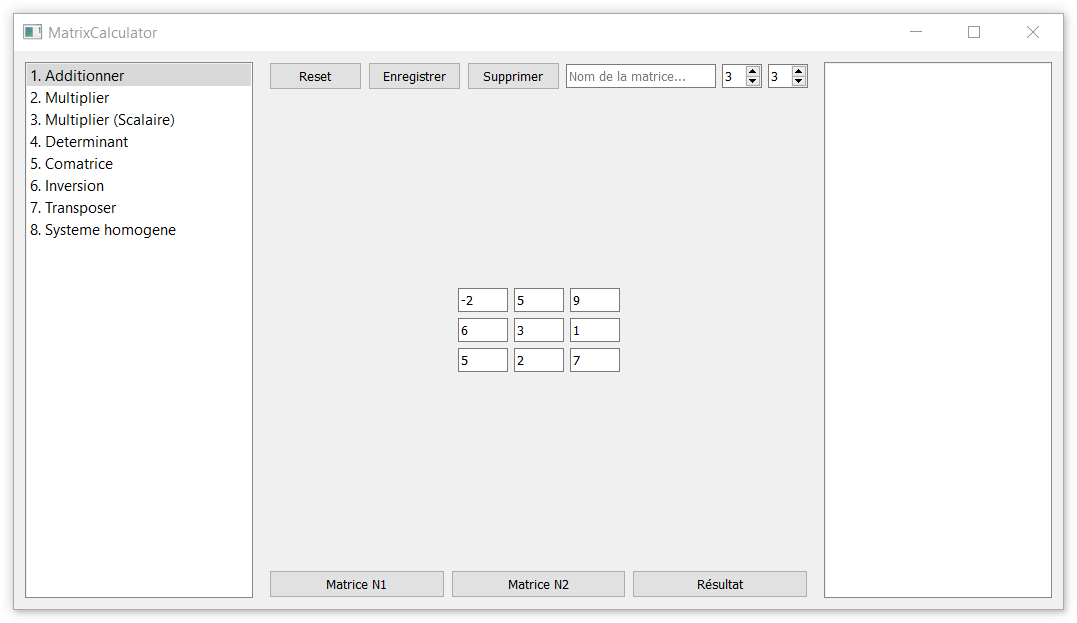 MatrixCalculator
1. Additionner
2. Multiplier
3. Multiplier (Scalaire)
4. Determinant
5. Comatrice
6. Inversion
7. Transposer
8. Systeme homogene
Reset Enregistrer Supprimer Nom de la matrice... 3 3
-2 5 9
6 3 1
5 2 7
Matrice N1 Matrice N2 Résultat